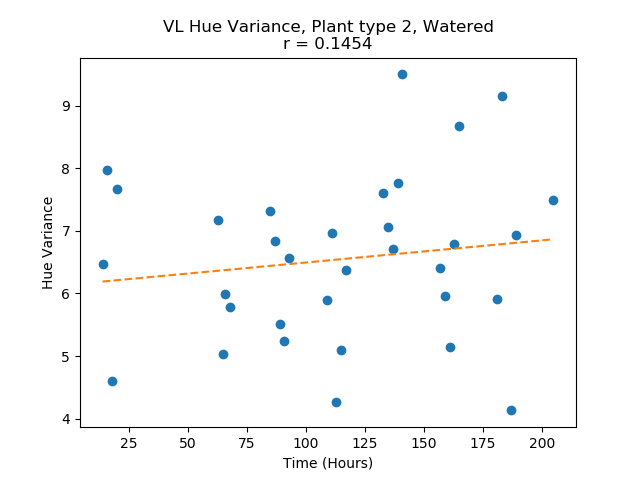 VL Hue Variance, Plant type 2, Watered
r = 0.1454
9
8
7
6
5
4
Hue Variance
25 50 75 100 125 150 175 200
Time (Hours)